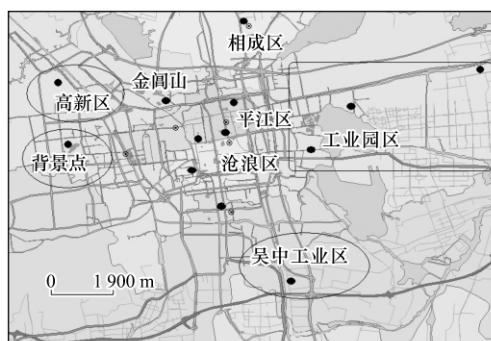 相成区
金阊山
高新区
平江区
工业园区
背景点
沧浪区
吴中工业区
0 1 900 m